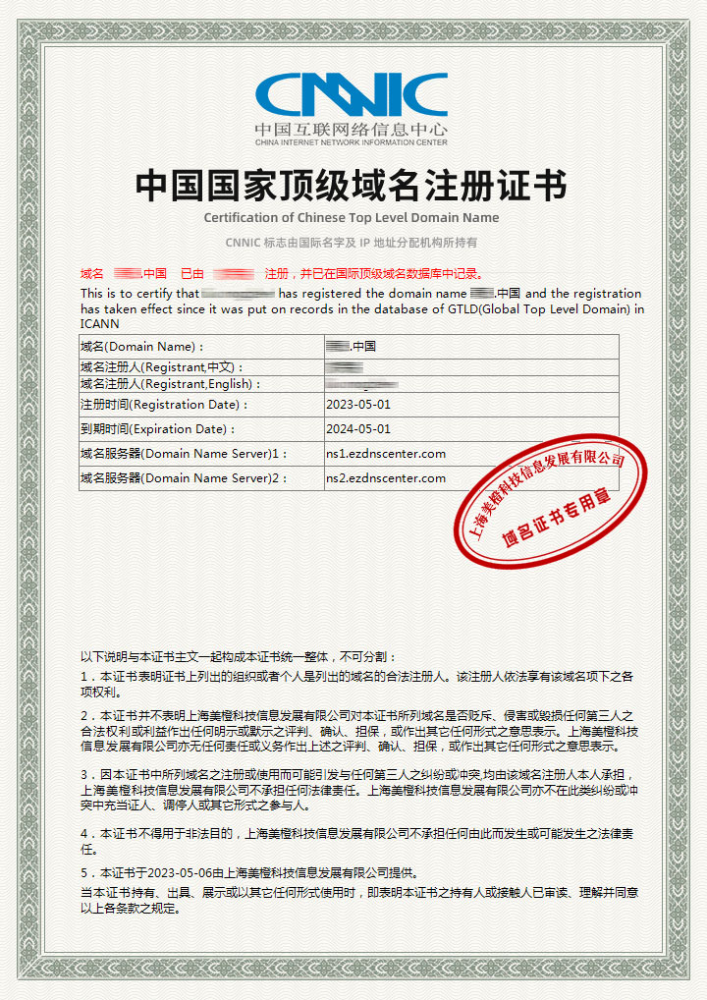 CNNIC
中国互联网络信息中心
CHINA INTERNET NETWORK INFORMATION CENTER
中国国家顶级域名注册证书
Certification of Chinese Top Level Domain Name
CNNIC 标志由国际名字及 IP 地址分配机构所持有
域名 .中国 已由 注册，并已在国际顶级域名数据库中记录。
This is to certify that has registered the domain name .中国 and the registration
has taken effect since it was put on records in the database of GTLD(Global Top Level Domain) in
ICANN
域名(Domain Name)： .中国
域名注册人(Registrant,中文)：
域名注册人(Registrant,English)：
注册时间(Registration Date)： 2023-05-01
到期时间(Expiration Date)： 2024-05-01
域名服务器(Domain Name Server)1： ns1.ezdnscenter.com
域名服务器(Domain Name Server)2： ns2.ezdnscenter.com
上海美橙科技信息发展有限公司
域名证书专用章
以下说明与本证书主文一起构成本证书统一整体，不可分割：
1．本证书表明证书上列出的组织或者个人是列出的域名的合法注册人。该注册人依法享有该域名项下之各
项权利。
2．本证书并不表明上海美橙科技信息发展有限公司对本证书所列域名是否贬斥、侵害或毁损任何第三人之
合法权利或利益作出任何明示或默示之评判、确认、担保，或作出其它任何形式之意思表示。上海美橙科技
信息发展有限公司亦无任何责任或义务作出上述之评判、确认、担保，或作出其它任何形式之意思表示。
3．因本证书中所列域名之注册或使用而可能引发与任何第三人之纠纷或冲突,均由该域名注册人本人承担，
上海美橙科技信息发展有限公司不承担任何法律责任。上海美橙科技信息发展有限公司亦不在此类纠纷或冲
突中充当证人、调停人或其它形式之参与人。
4．本证书不得用于非法目的，上海美橙科技信息发展有限公司不承担任何由此而发生或可能发生之法律责
任。
5．本证书于2023-05-06由上海美橙科技信息发展有限公司提供。
当本证书持有、出具、展示或以其它任何形式使用时，即表明本证书之持有人或接触人已审读、理解并同意
以上各条款之规定。